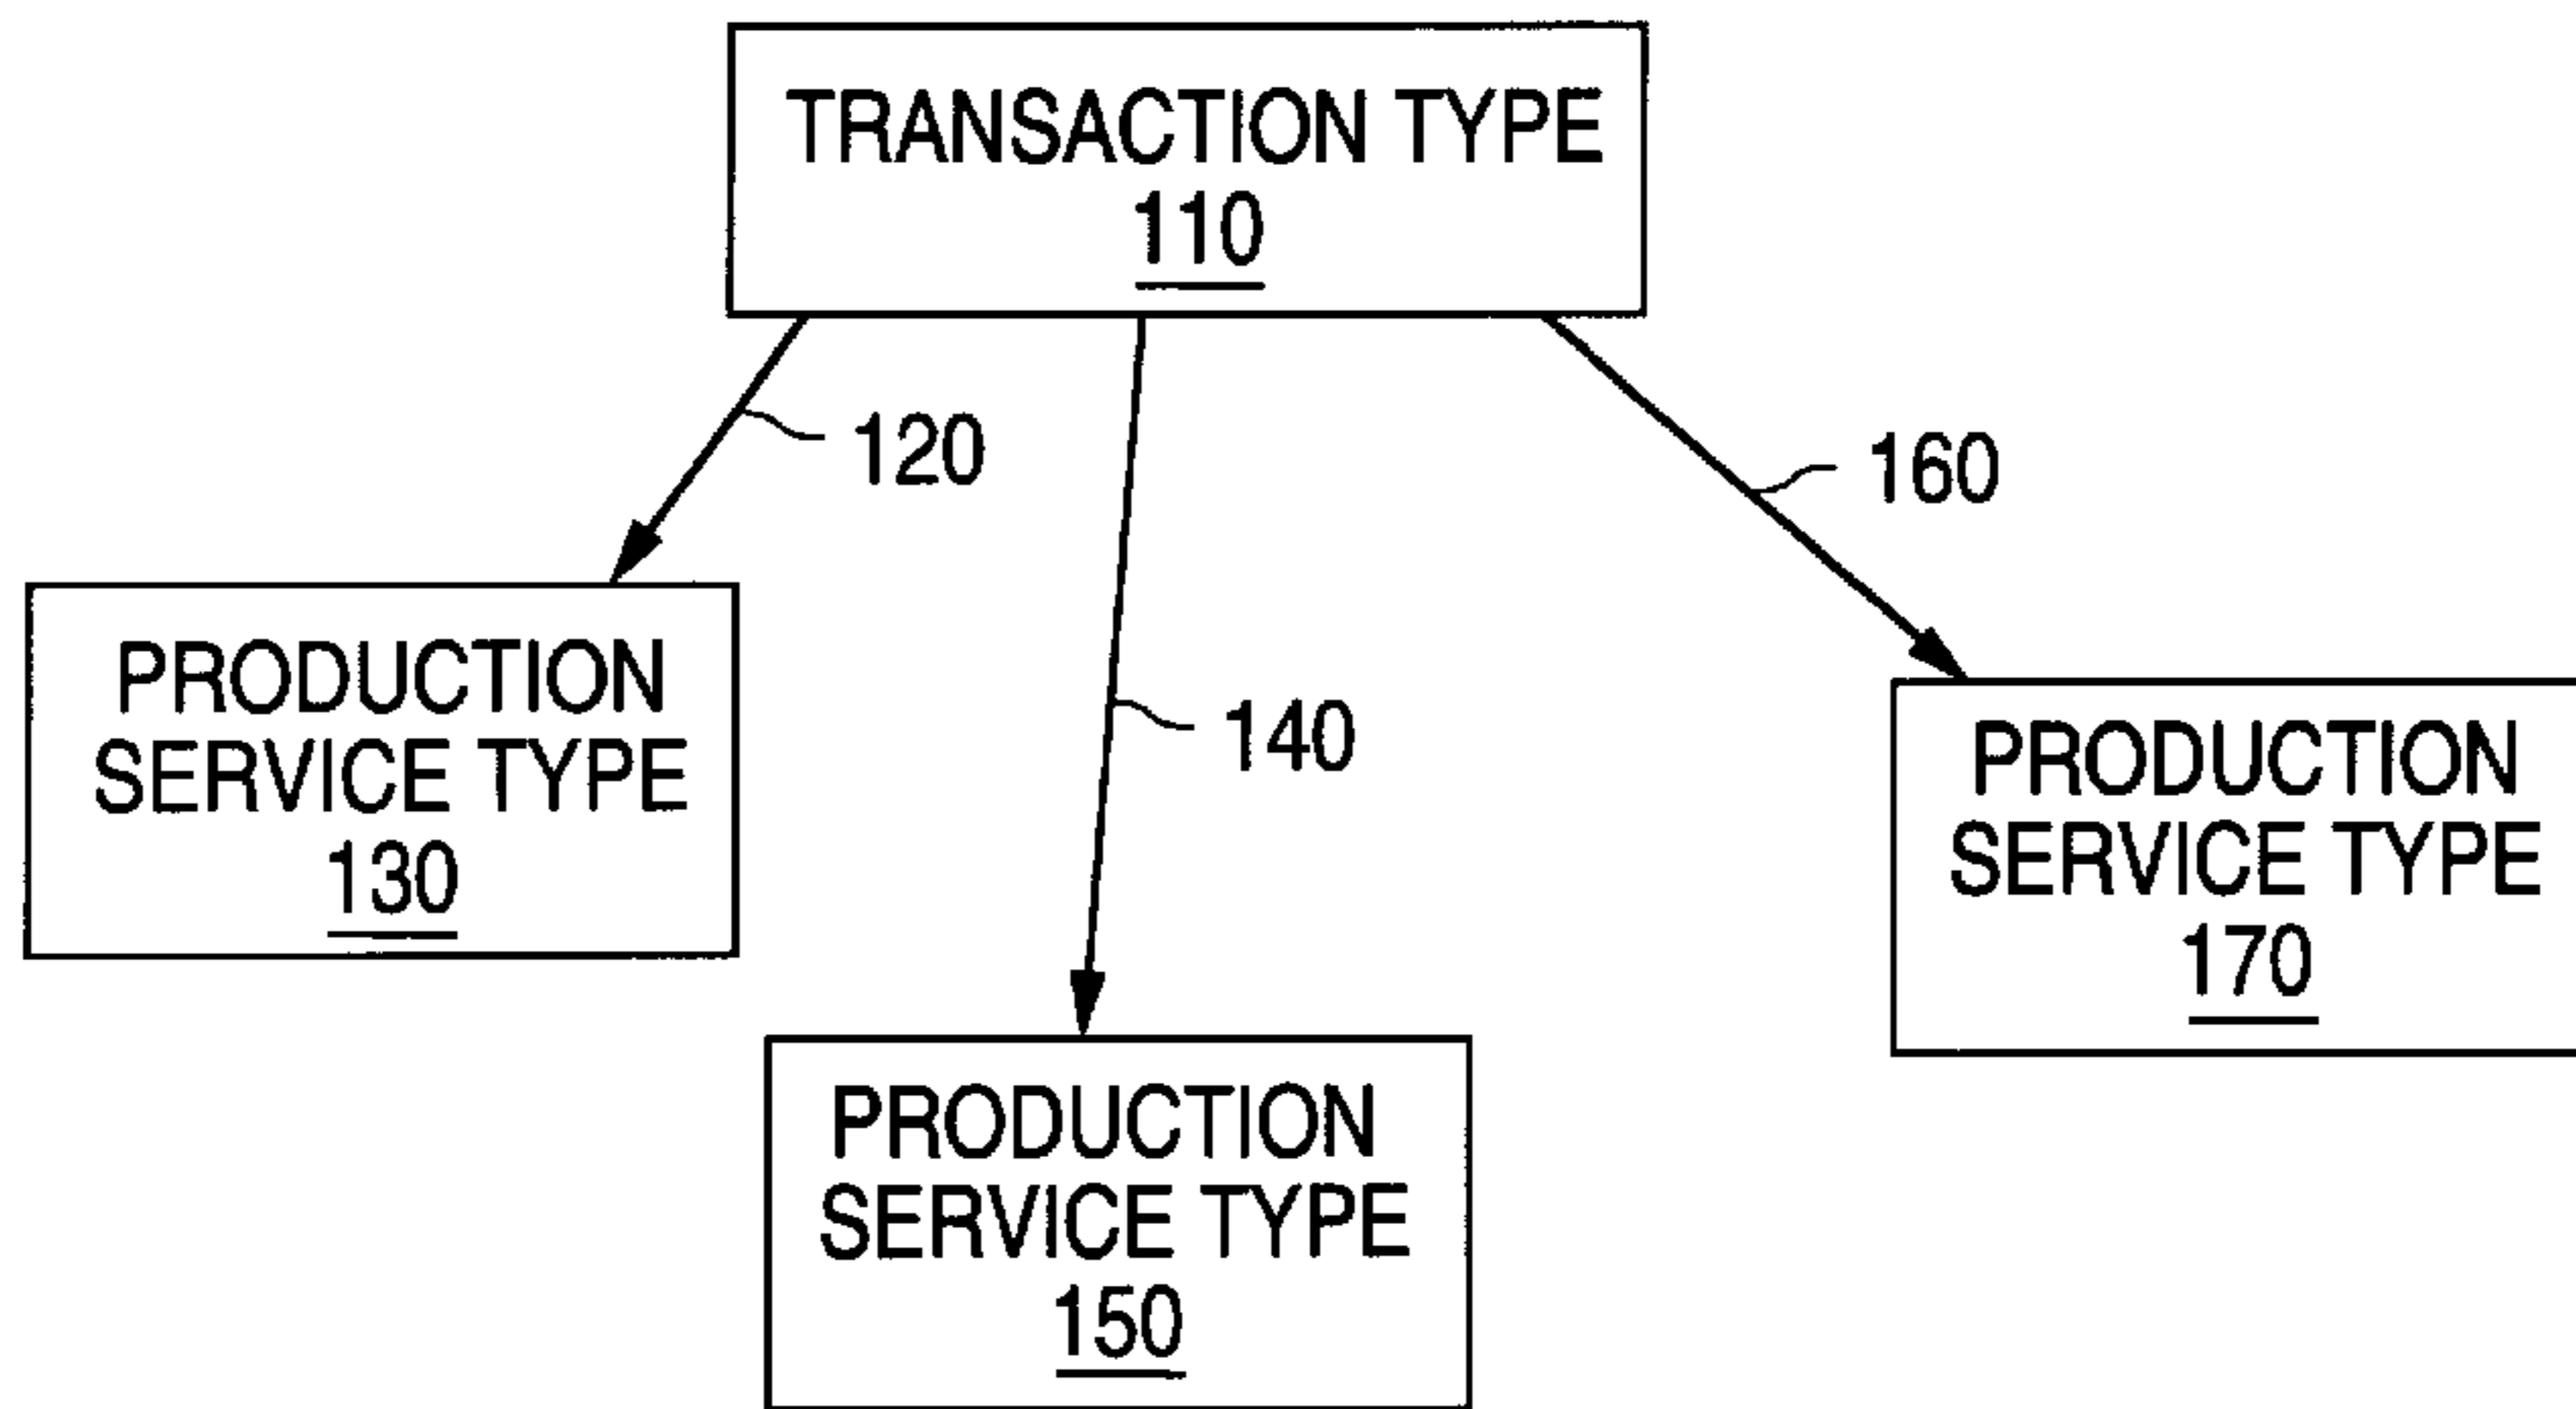 TRANSACTION TYPE
110
120
160
PRODUCTION
SERVICE TYPE
130
140
PRODUCTION
SERVICE TYPE
170
PRODUCTION
SERVICE TYPE
150